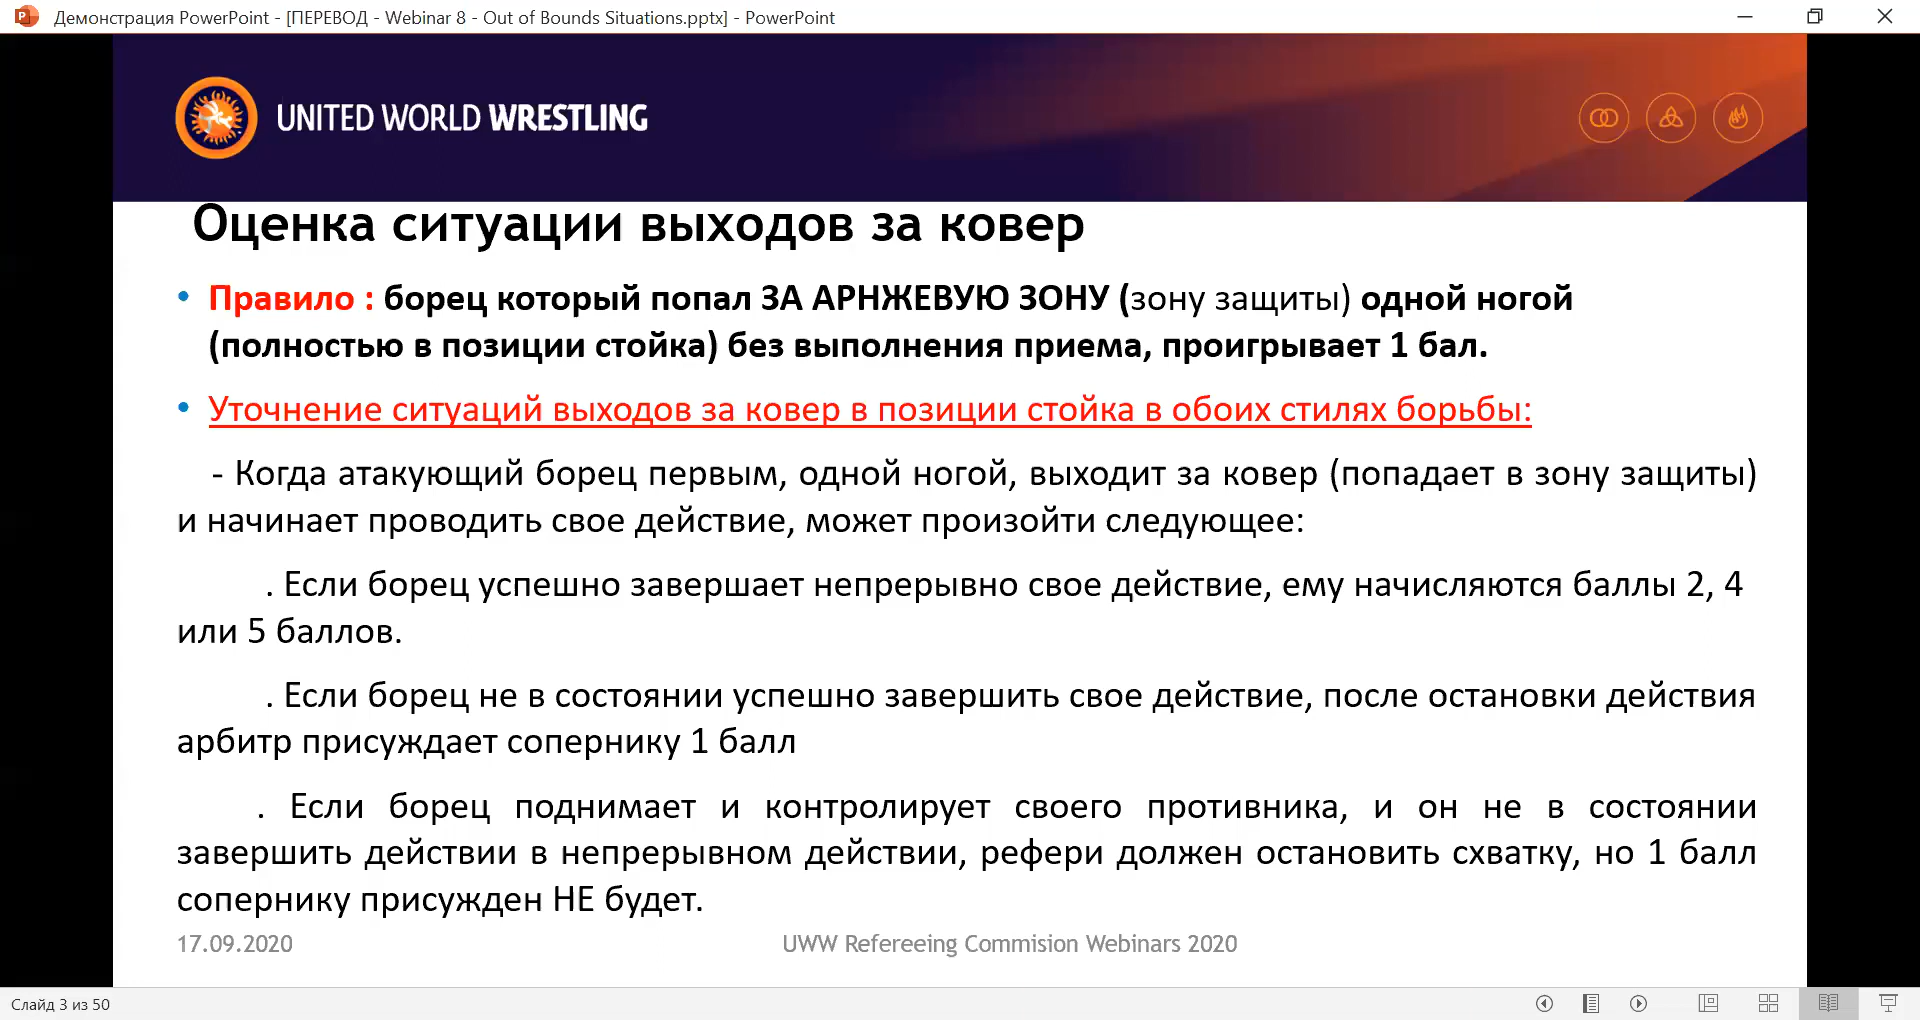 Демонстрация PowerPoint - [ПЕРЕВОД - Webinar 8 - Out of Bounds Situations.pptx] - PowerPoint
UNITED WORLD WRESTLING
Оценка ситуации выходов за ковер
• Правило : борец который попал ЗА АРНЖЕВУЮ ЗОНУ (зону защиты) одной ногой
(полностью в позиции стойка) без выполнения приема, проигрывает 1 бал.
• Уточнение ситуаций выходов за ковер в позиции стойка в обоих стилях борьбы:
- Когда атакующий борец первым, одной ногой, выходит за ковер (попадает в зону защиты)
и начинает проводить свое действие, может произойти следующее:
. Если борец успешно завершает непрерывно свое действие, ему начисляются баллы 2, 4
или 5 баллов.
. Если борец не в состоянии успешно завершить свое действие, после остановки действия
арбитр присуждает сопернику 1 балл
. Если борец поднимает и контролирует своего противника, и он не в состоянии
завершить действии в непрерывном действии, рефери должен остановить схватку, но 1 балл
сопернику присужден НЕ будет.
17.09.2020
UWW Refereeing Commision Webinars 2020
Слайд 3 из 50